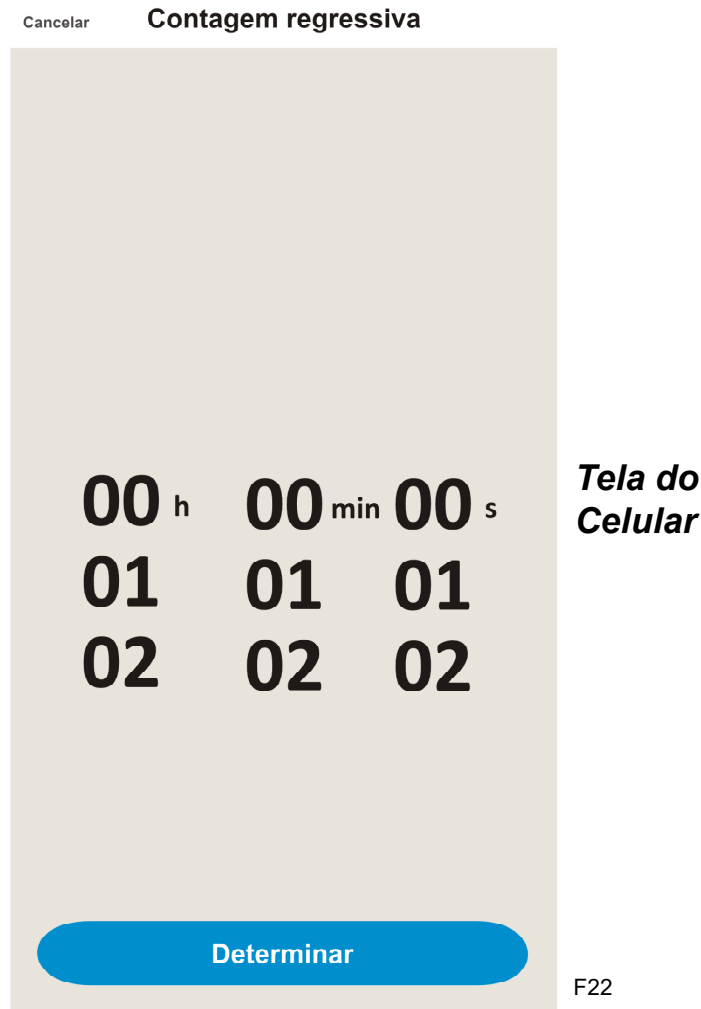 Cancelar Contagem regressiva
00 h 00 min 00 s
01 01 01
02 02 02
Tela do
Celular
Determinar
F22